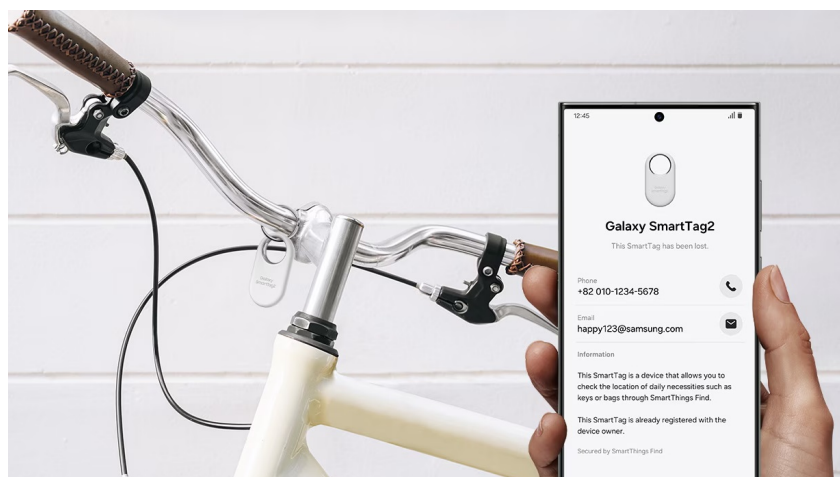 Galaxy
SmartTag2
12:45
Galaxy SmartTag2
This SmartTag has been lost.
Phone
+82 010-1234-5678
Email
happy123@samsung.com
Information
This SmartTag is a device that allows you to
check the location of daily necessities such as
keys or bags through SmartThings Find.
This SmartTag is already registered with the
device owner.
Secured by SmartThings Find